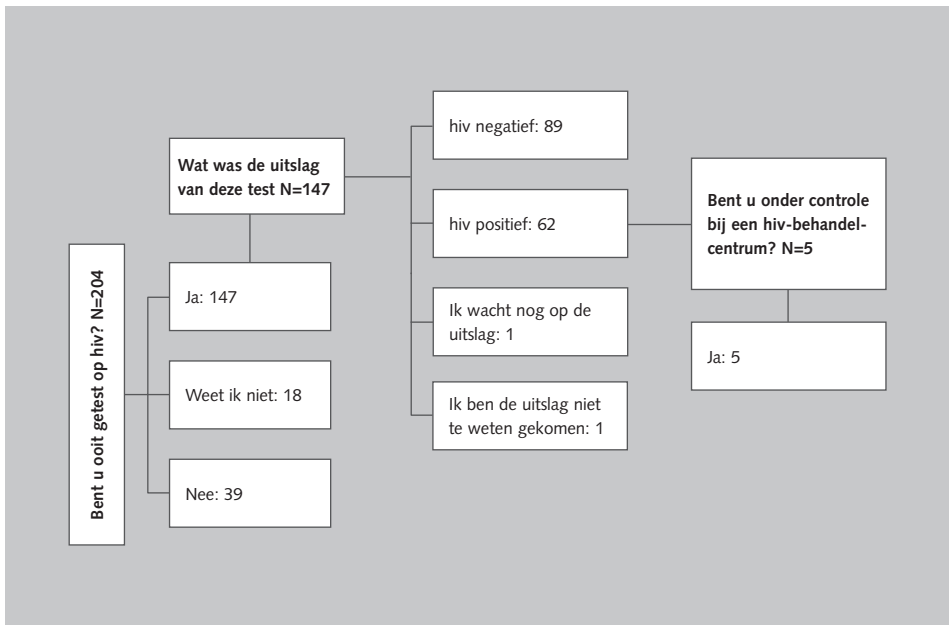 Bent u ooit getest op hiv? N=204
Ja: 147
Weet ik niet: 18
Nee: 39
Wat was de uitslag
van deze test N=147
hiv negatief: 89
hiv positief: 62
Ik wacht nog op de
uitslag: 1
Ik ben de uitslag niet
te weten gekomen: 1
Bent u onder controle
bij een hiv-behandel-
centrum? N=5
Ja: 5